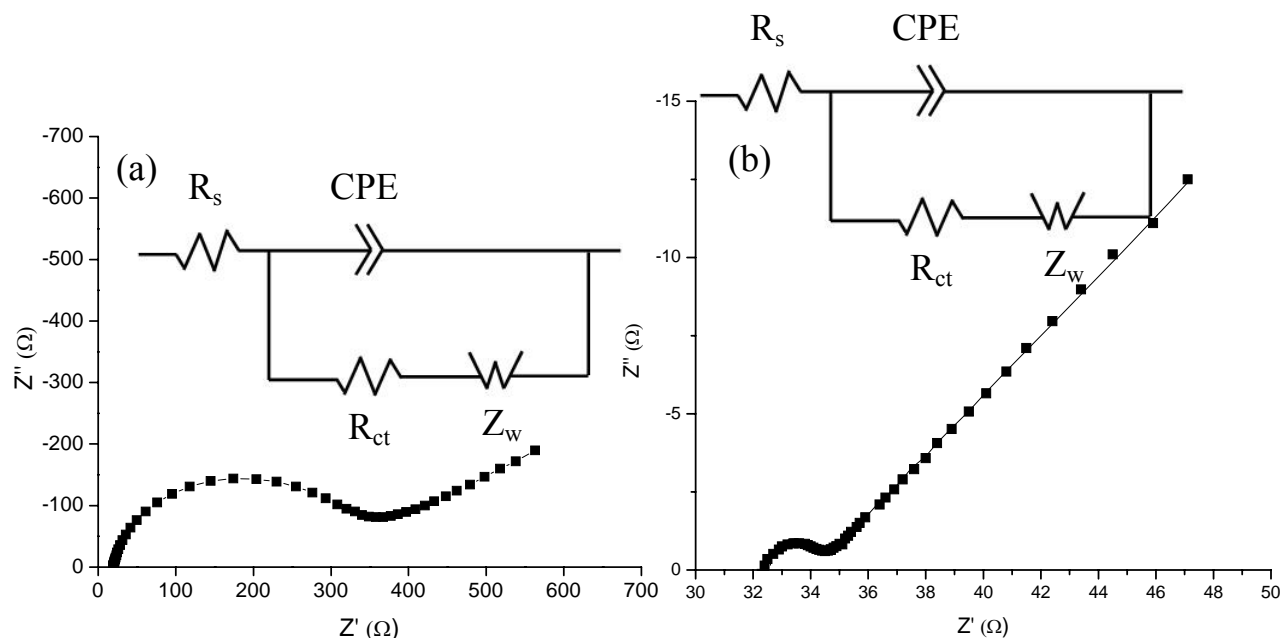 (a)
R_s
CPE
R_ct
Z_w
Z'' (Ω)
-700
-600
-500
-400
-300
-200
-100
0
0 100 200 300 400 500 600 700
Z' (Ω)
(b)
R_s
CPE
R_ct
Z_w
Z'' (Ω)
-15
-10
-5
0
30 32 34 36 38 40 42 44 46 48 50
Z' (Ω)